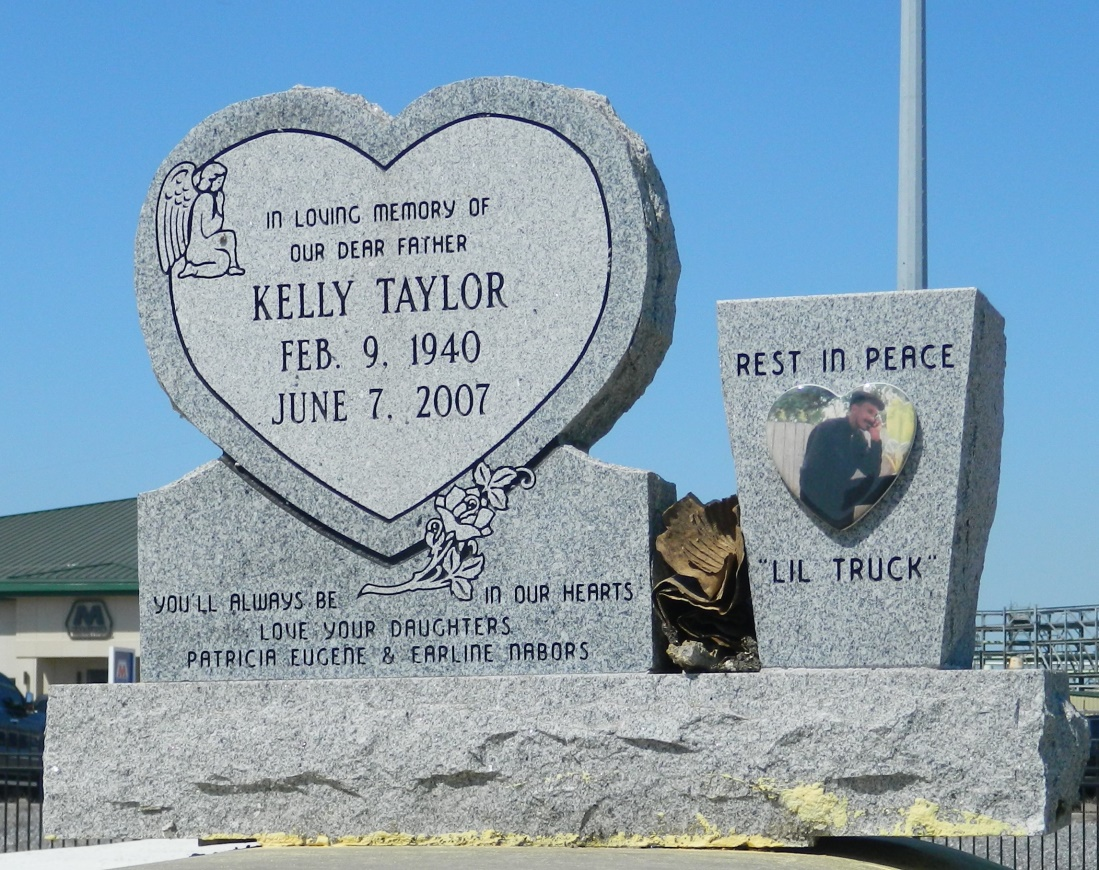 IN LOVING MEMORY OF
OUR DEAR FATHER
KELLY TAYLOR
FEB. 9, 1940
JUNE 7, 2007
YOU'LL ALWAYS BE IN OUR HEARTS
LOVE YOUR DAUGHTERS
PATRICIA EUGENE & EARLINE NABORS
REST IN PEACE
"LIL TRUCK"
M